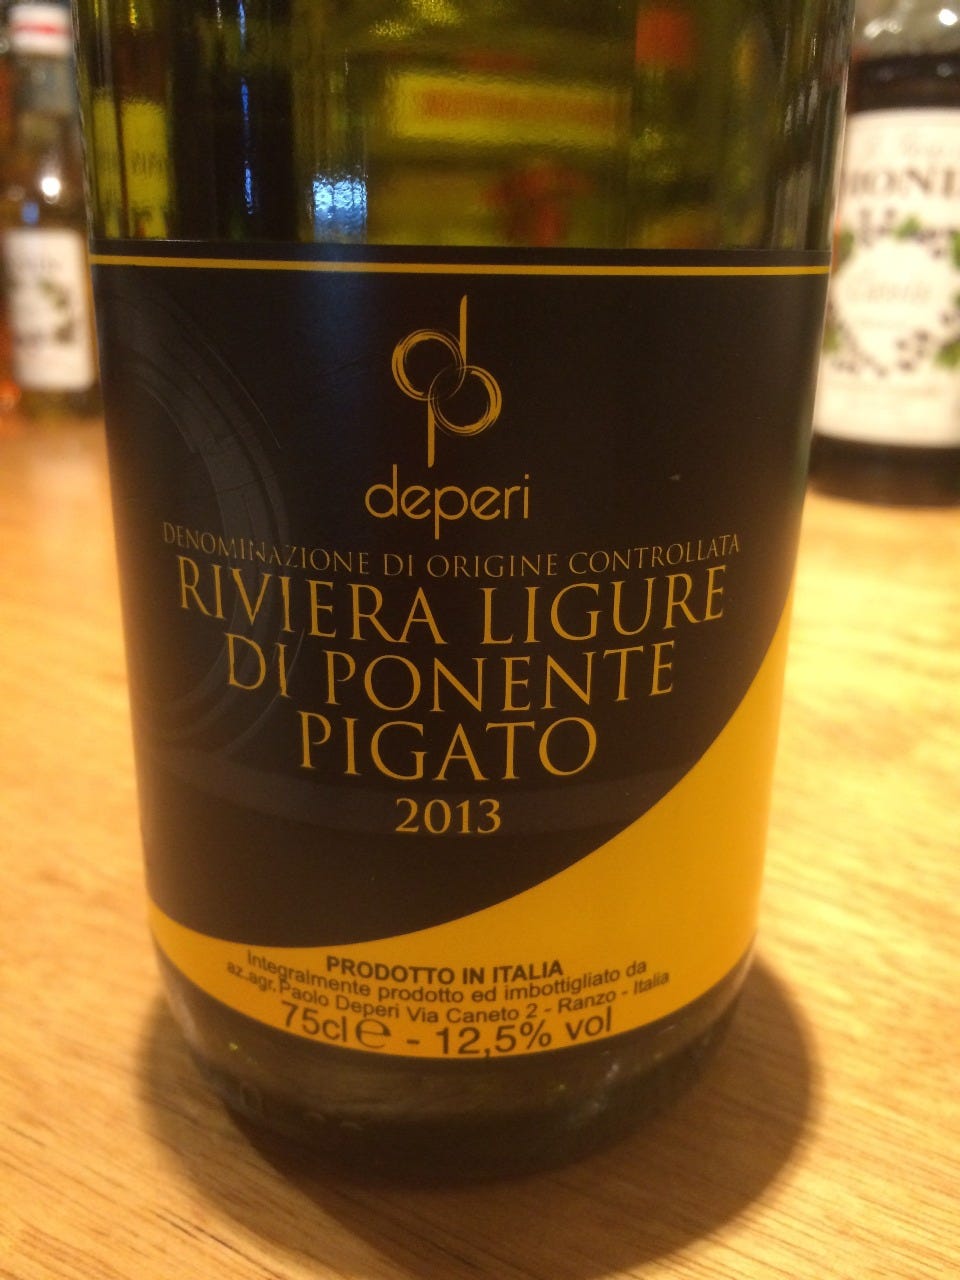 deperi
DENOMINAZIONE DI ORIGINE CONTROLLATA
RIVIERA LIGURE
DI PONENTE
PIGATO
2013
PRODOTTO IN ITALIA
Integralmente prodotto ed imbottigliato da
az.agr. Paolo Deperi Via Caneto 2 - Ranzo - Italia
75cl e - 12,5% vol